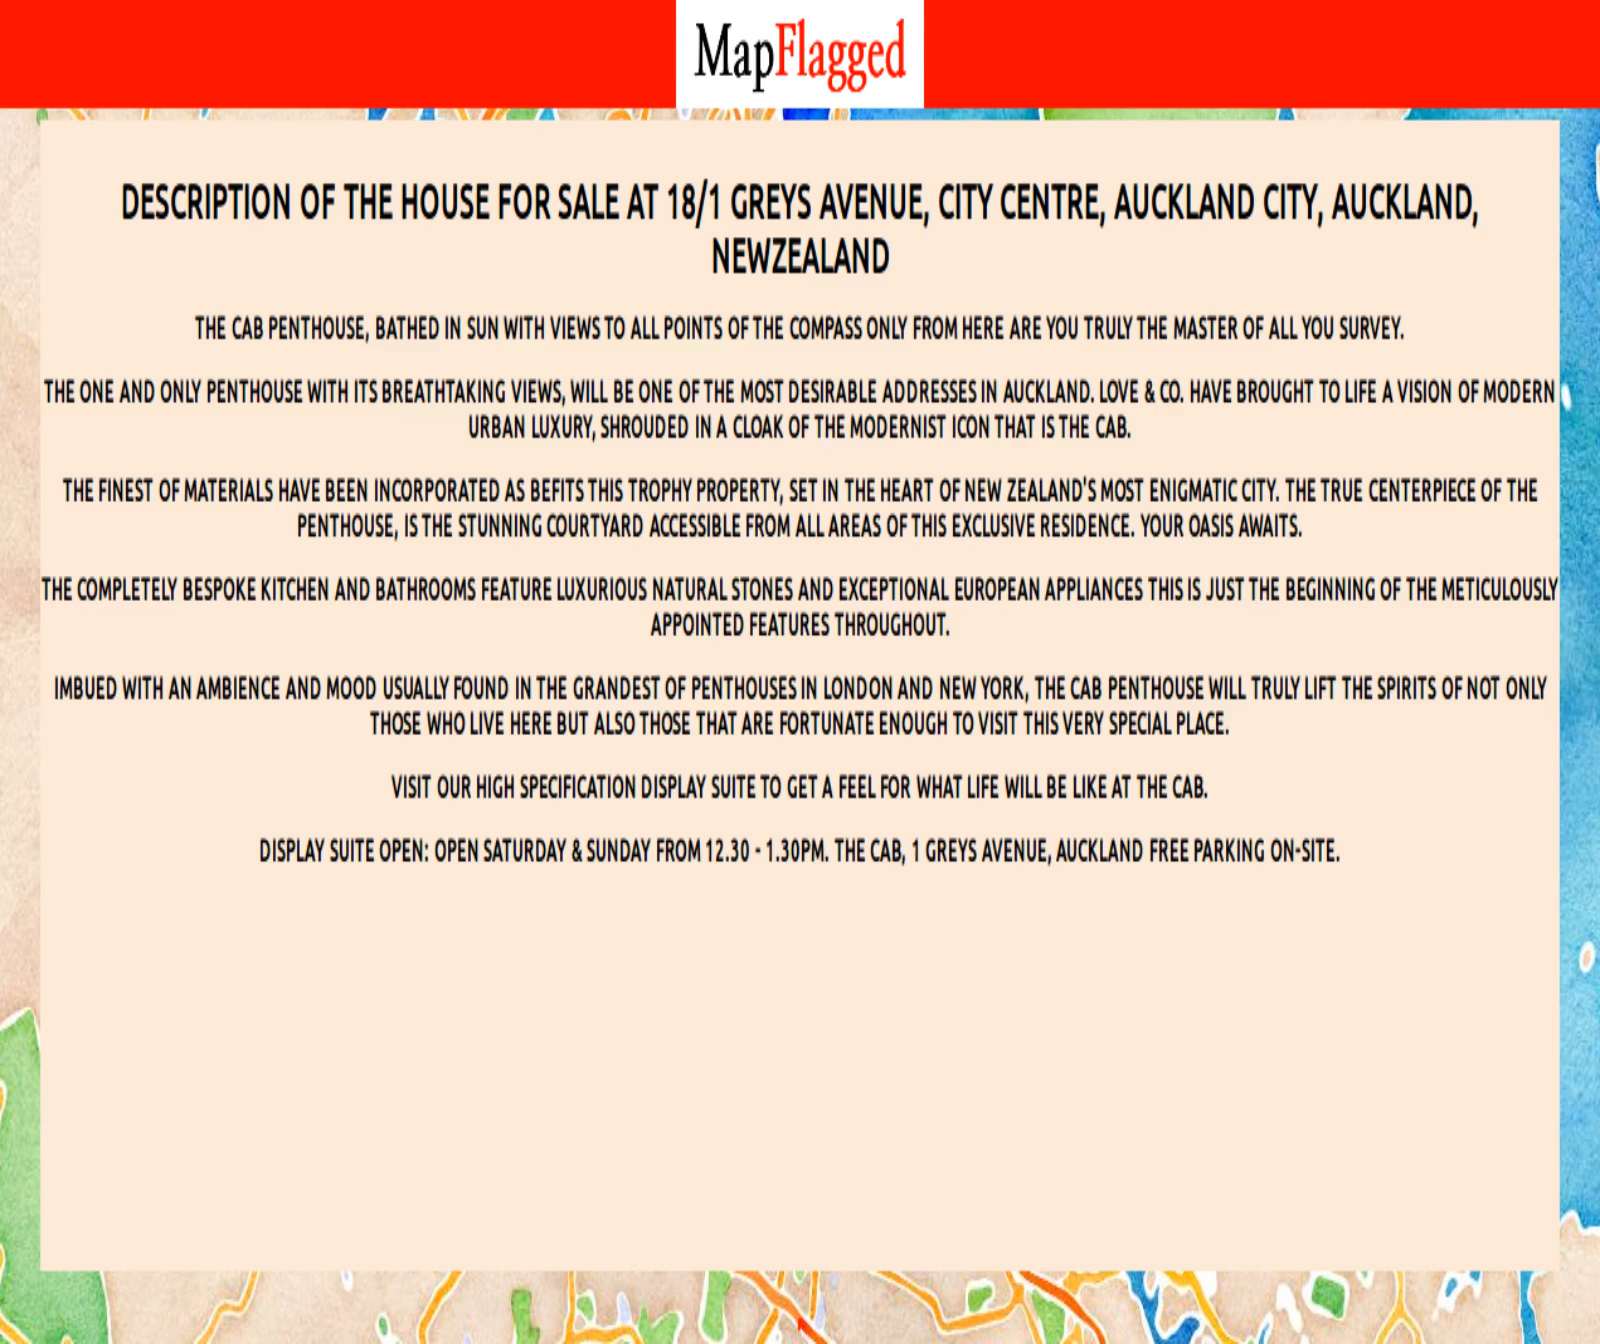 MapFlagged
DESCRIPTION OF THE HOUSE FOR SALE AT 18/1 GREYS AVENUE, CITY CENTRE, AUCKLAND CITY, AUCKLAND,
NEWZEALAND
THE CAB PENTHOUSE, BATHED IN SUN WITH VIEWS TO ALL POINTS OF THE COMPASS ONLY FROM HERE ARE YOU TRULY THE MASTER OF ALL YOU SURVEY.
THE ONE AND ONLY PENTHOUSE WITH ITS BREATHTAKING VIEWS, WILL BE ONE OF THE MOST DESIRABLE ADDRESSES IN AUCKLAND. LOVE & CO. HAVE BROUGHT TO LIFE A VISION OF MODERN
URBAN LUXURY, SHROUDED IN A CLOAK OF THE MODERNIST ICON THAT IS THE CAB.
THE FINEST OF MATERIALS HAVE BEEN INCORPORATED AS BEFITS THIS TROPHY PROPERTY, SET IN THE HEART OF NEW ZEALAND'S MOST ENIGMATIC CITY. THE TRUE CENTERPIECE OF THE
PENTHOUSE, IS THE STUNNING COURTYARD ACCESSIBLE FROM ALL AREAS OF THIS EXCLUSIVE RESIDENCE. YOUR OASIS AWAITS.
THE COMPLETELY BESPOKE KITCHEN AND BATHROOMS FEATURE LUXURIOUS NATURAL STONES AND EXCEPTIONAL EUROPEAN APPLIANCES THIS IS JUST THE BEGINNING OF THE METICULOUSLY
APPOINTED FEATURES THROUGHOUT.
IMBUED WITH AN AMBIENCE AND MOOD USUALLY FOUND IN THE GRANDEST OF PENTHOUSES IN LONDON AND NEW YORK, THE CAB PENTHOUSE WILL TRULY LIFT THE SPIRITS OF NOT ONLY
THOSE WHO LIVE HERE BUT ALSO THOSE THAT ARE FORTUNATE ENOUGH TO VISIT THIS VERY SPECIAL PLACE.
VISIT OUR HIGH SPECIFICATION DISPLAY SUITE TO GET A FEEL FOR WHAT LIFE WILL BE LIKE AT THE CAB.
DISPLAY SUITE OPEN: OPEN SATURDAY & SUNDAY FROM 12.30 - 1.30PM. THE CAB, 1 GREYS AVENUE, AUCKLAND FREE PARKING ON-SITE.